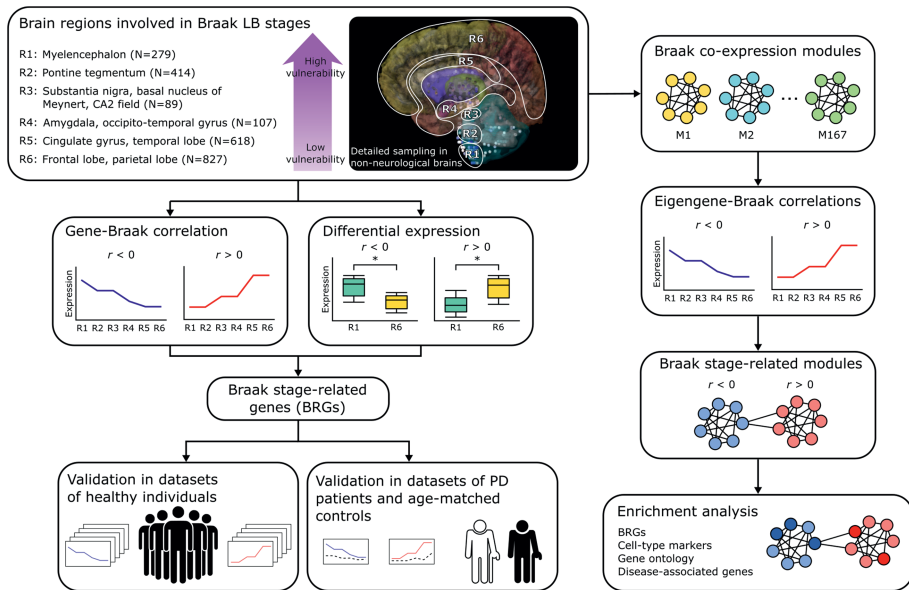 Brain regions involved in Braak LB stages
R1: Myelencephalon (N=279)
R2: Pontine tegmentum (N=414)
R3: Substantia nigra, basal nucleus of
Meynert, CA2 field (N=89)
R4: Amygdala, occipito-temporal gyrus (N=107)
R5: Cingulate gyrus, temporal lobe (N=618)
R6: Frontal lobe, parietal lobe (N=827)
High
vulnerability
Low
vulnerability
R6
R5
R4
R3
R2
R1
Detailed sampling in
non-neurological brains
Braak co-expression modules
...
M1 M2 M167
Gene-Braak correlation
r < 0 r > 0
Expression
R1 R2 R3 R4 R5 R6 R1 R2 R3 R4 R5 R6
Differential expression
r < 0 r > 0
* *
Expression
R1 R6 R1 R6
Eigengene-Braak correlations
r < 0 r > 0
Expression
R1 R2 R3 R4 R5 R6 R1 R2 R3 R4 R5 R6
Braak stage-related
genes (BRGs)
Braak stage-related modules
r < 0 r > 0
Validation in datasets
of healthy individuals
Validation in datasets of PD
patients and age-matched
controls
Enrichment analysis
BRGs
Cell-type markers
Gene ontology
Disease-associated genes